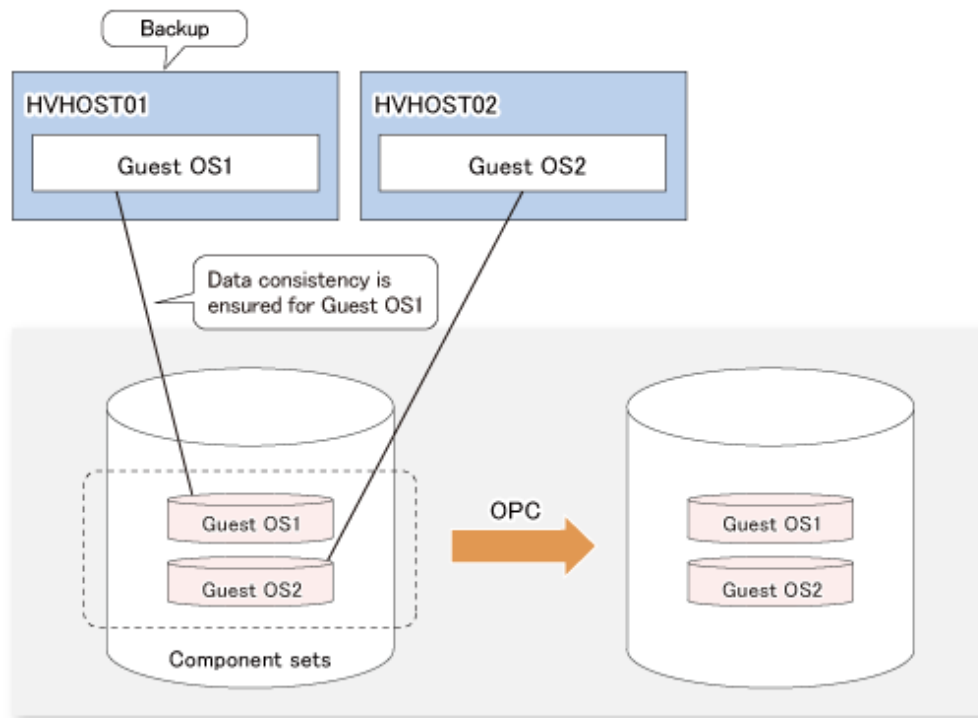 Backup
HVHOST01
HVHOST02
Guest OS1
Guest OS2
Data consistency is
ensured for Guest OS1
Guest OS1
Guest OS2
Component sets
OPC
Guest OS1
Guest OS2